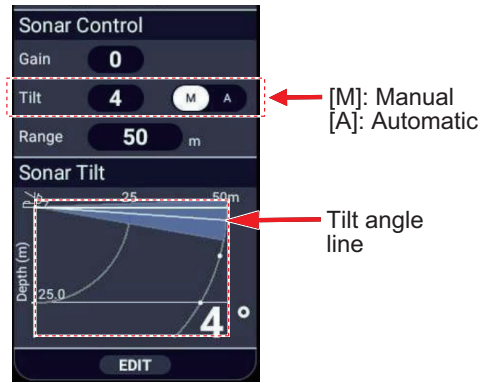 Sonar Control
Gain 0
Tilt 4 M A
[M]: Manual
[A]: Automatic
Range 50 m
Sonar Tilt
25 50m
Tilt angle
line
Depth (m)
25.0
4°
EDIT